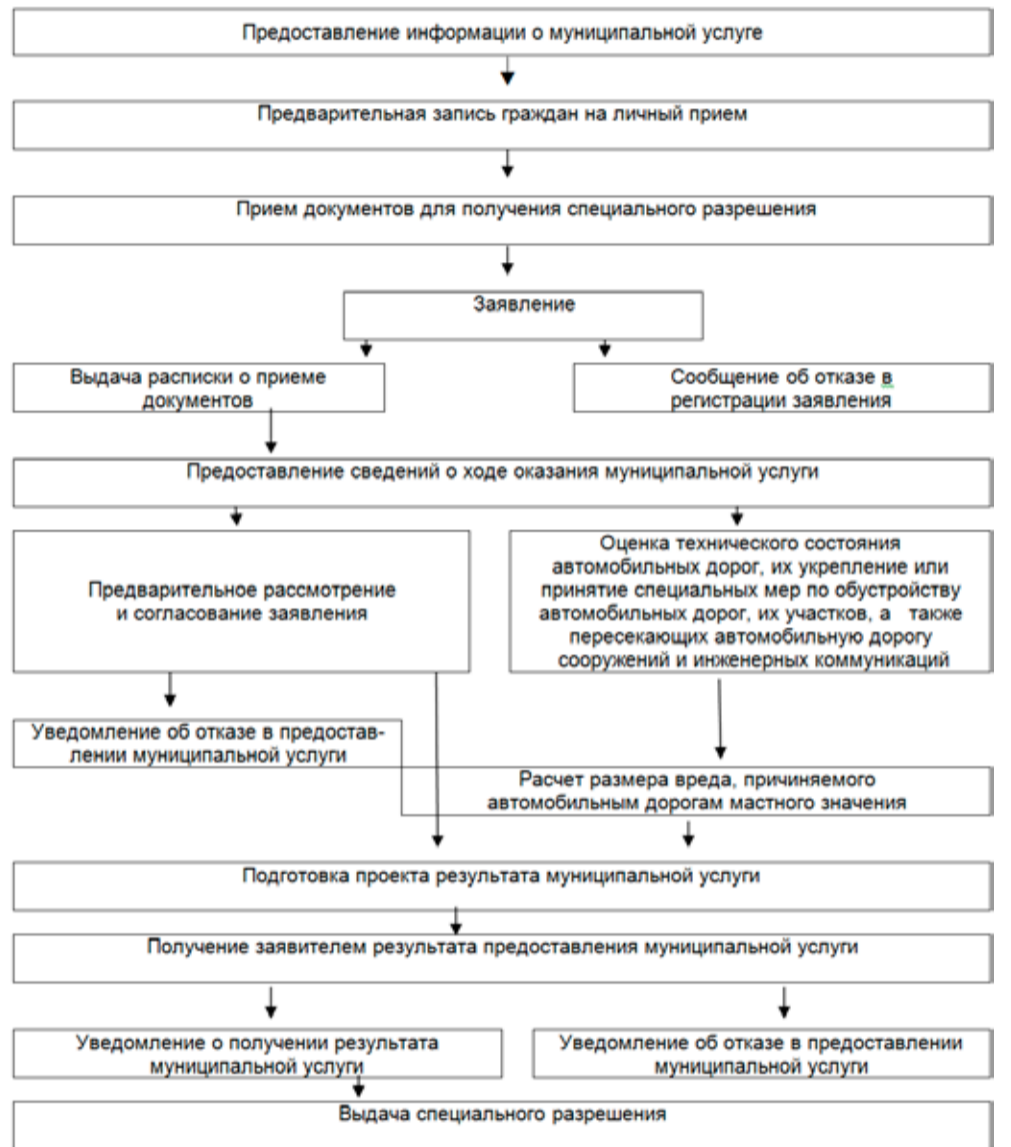 Предоставление информации о муниципальной услуге
Предварительная запись граждан на личный прием
Прием документов для получения специального разрешения
Заявление
Выдача расписки о приеме
документов
Сообщение об отказе в
регистрации заявления
Предоставление сведений о ходе оказания муниципальной услуги
Предварительное рассмотрение
и согласование заявления
Оценка технического состояния
автомобильных дорог, их укрепление или
принятие специальных мер по обустройству
автомобильных дорог, их участков, а также
пересекающих автомобильную дорогу
сооружений и инженерных коммуникаций
Уведомление об отказе в предостав-
лении муниципальной услуги
Расчет размера вреда, причиняемого
автомобильным дорогам мастного значения
Подготовка проекта результата муниципальной услуги
Получение заявителем результата предоставления муниципальной услуги
Уведомление о получении результата
муниципальной услуги
Уведомление об отказе в предоставлении
муниципальной услуги
Выдача специального разрешения